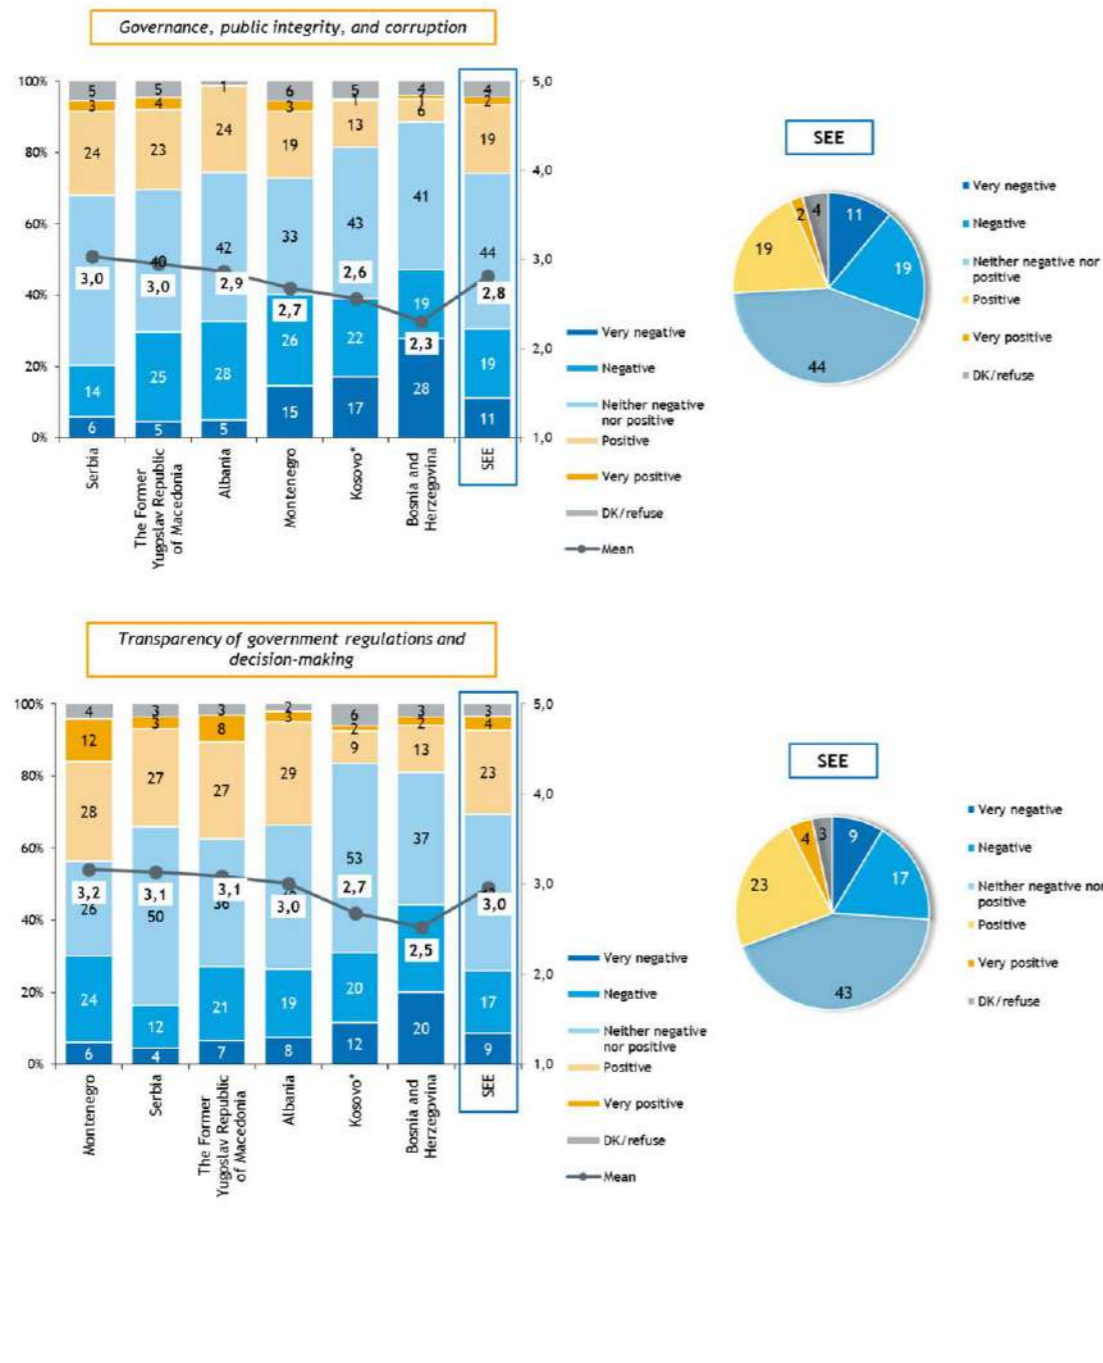 Governance, public integrity, and corruption
100%
80%
60%
40%
20%
0%
5 5 1 6 5 4 4
3 4 3 1 1 2
24 23 24 19 13 6 19
40 42 33 43 41 44
3,0 3,0 2,9 2,7 2,6 2,3 2,8
14 25 28 26 22 19 19
6 5 5 15 17 28 11
5,0
4,0
3,0
2,0
1,0
Serbia
The Former
Yugoslav Republic
of Macedonia
Albania
Montenegro
Kosovo*
Bosnia and
Herzegovina
SEE
Very negative
Negative
Neither negative
nor positive
Positive
Very positive
DK/refuse
Mean
SEE
11
19
44
19
2
4
Very negative
Negative
Neither negative nor
positive
Positive
Very positive
DK/refuse
Transparency of government regulations and
decision-making
100%
80%
60%
40%
20%
0%
4 3 3 2 6 3 3
12 3 8 3 2 2 4
28 27 27 29 9 13 23
26 50 36 53 37
3,2 3,1 3,1 3,0 2,7 2,5 3,0
24 12 21 19 20 17
6 4 7 8 12 20 9
5,0
4,0
3,0
2,0
1,0
Montenegro
Serbia
The Former
Yugoslav Republic
of Macedonia
Albania
Kosovo*
Bosnia and
Herzegovina
SEE
Very negative
Negative
Neither negative
nor positive
Positive
Very positive
DK/refuse
Mean
SEE
9
17
43
23
4
3
Very negative
Negative
Neither negative nor
positive
Positive
Very positive
DK/refuse